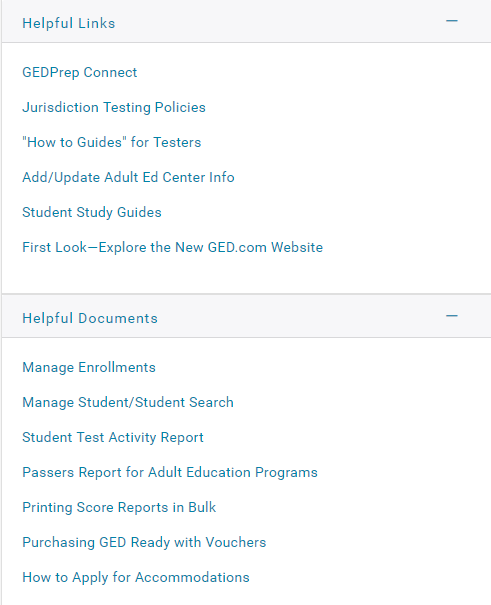 Helpful Links
GEDPrep Connect
Jurisdiction Testing Policies
"How to Guides" for Testers
Add/Update Adult Ed Center Info
Student Study Guides
First Look—Explore the New GED.com Website
Helpful Documents
Manage Enrollments
Manage Student/Student Search
Student Test Activity Report
Passers Report for Adult Education Programs
Printing Score Reports in Bulk
Purchasing GED Ready with Vouchers
How to Apply for Accommodations